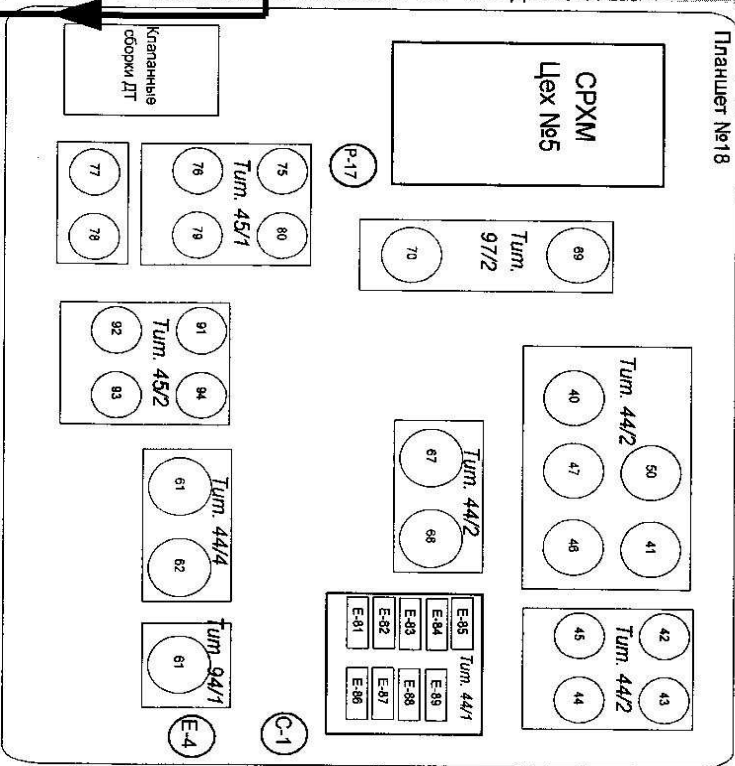 Планшет №18
СРХМ
Цех №5
Клапанные
сборки ДТ
Р-17
Тит. 45/1
75
76
80
79
77
78
Тит.
97/2
69
70
Тит. 45/2
91
92
94
93
Тит. 44/2
40
50
47
41
46
Тит. 44/2
67
68
Тит. 44/4
61
62
Тит. 44/2
42
45
43
44
Тит. 44/1
Е-85
Е-84
Е-83
Е-82
Е-81
Е-89
Е-88
Е-87
Е-86
Тит. 94/1
61
С-1
Е-4